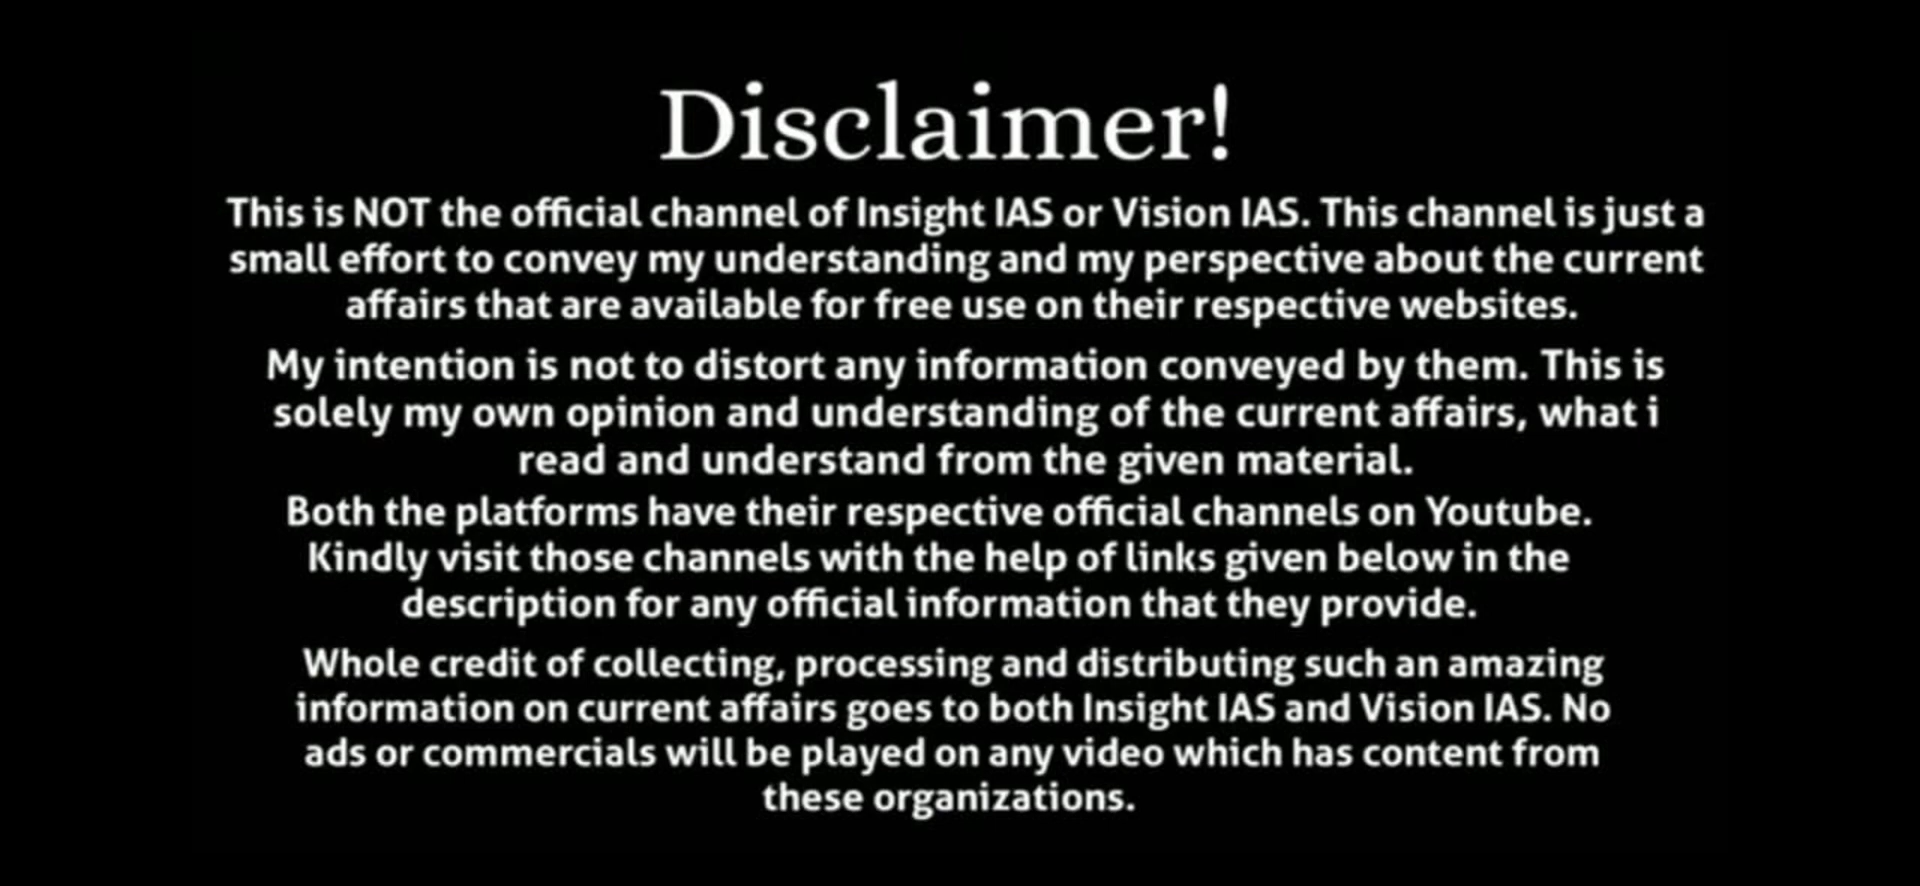 Disclaimer!
This is NOT the official channel of Insight IAS or Vision IAS. This channel is just a
small effort to convey my understanding and my perspective about the current
affairs that are available for free use on their respective websites.
My intention is not to distort any information conveyed by them. This is
solely my own opinion and understanding of the current affairs, what i
read and understand from the given material.
Both the platforms have their respective official channels on Youtube.
Kindly visit those channels with the help of links given below in the
description for any official information that they provide.
Whole credit of collecting, processing and distributing such an amazing
information on current affairs goes to both Insight IAS and Vision IAS. No
ads or commercials will be played on any video which has content from
these organizations.